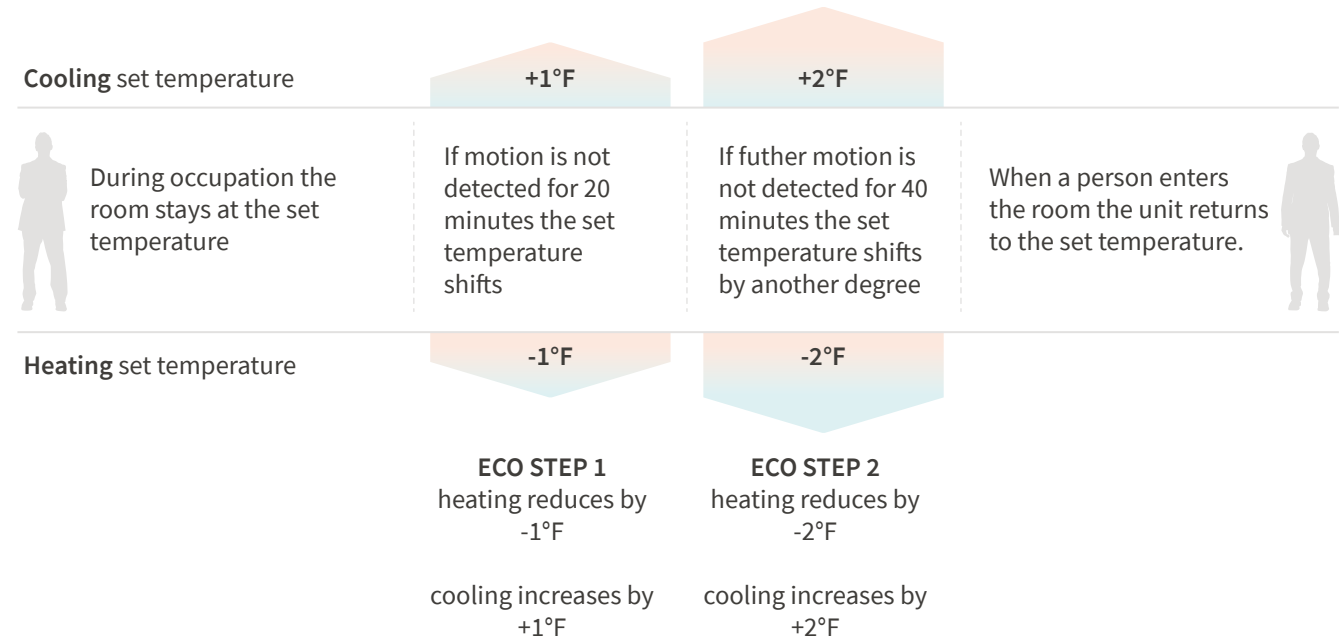 Cooling set temperature
+1°F
+2°F
During occupation the
room stays at the set
temperature
If motion is not
detected for 20
minutes the set
temperature
shifts
If futher motion is
not detected for 40
minutes the set
temperature shifts
by another degree
When a person enters
the room the unit returns
to the set temperature.
Heating set temperature
-1°F
-2°F
ECO STEP 1
heating reduces by
-1°F
cooling increases by
+1°F
ECO STEP 2
heating reduces by
-2°F
cooling increases by
+2°F